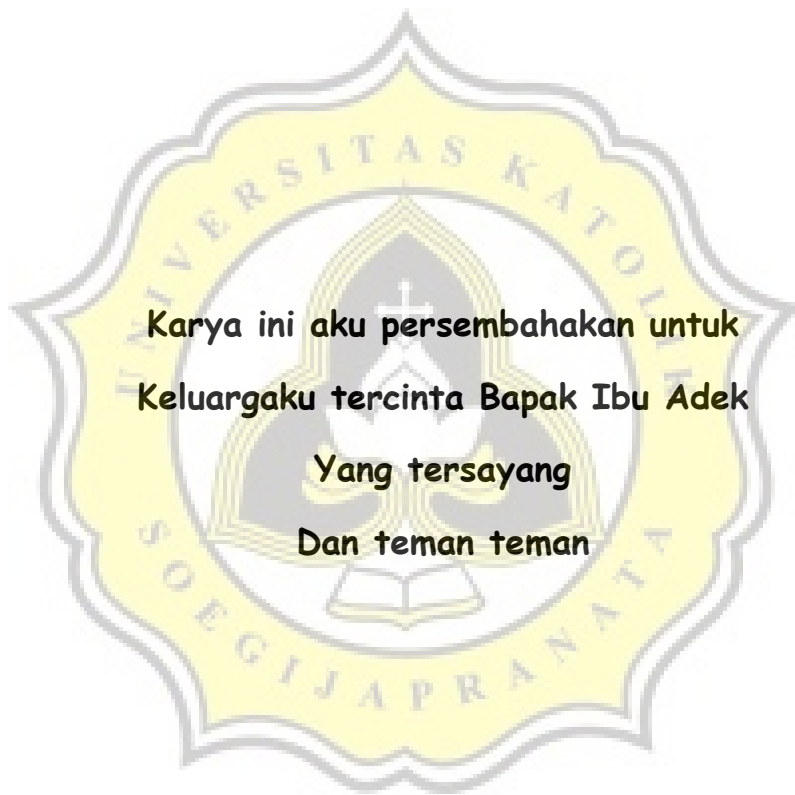 UNIVERSITAS KATOLIK
Karya ini aku persembahakan untuk
Keluargaku tercinta Bapak Ibu Adek
Yang tersayang
Dan teman teman
SOEGIJAPRANATA